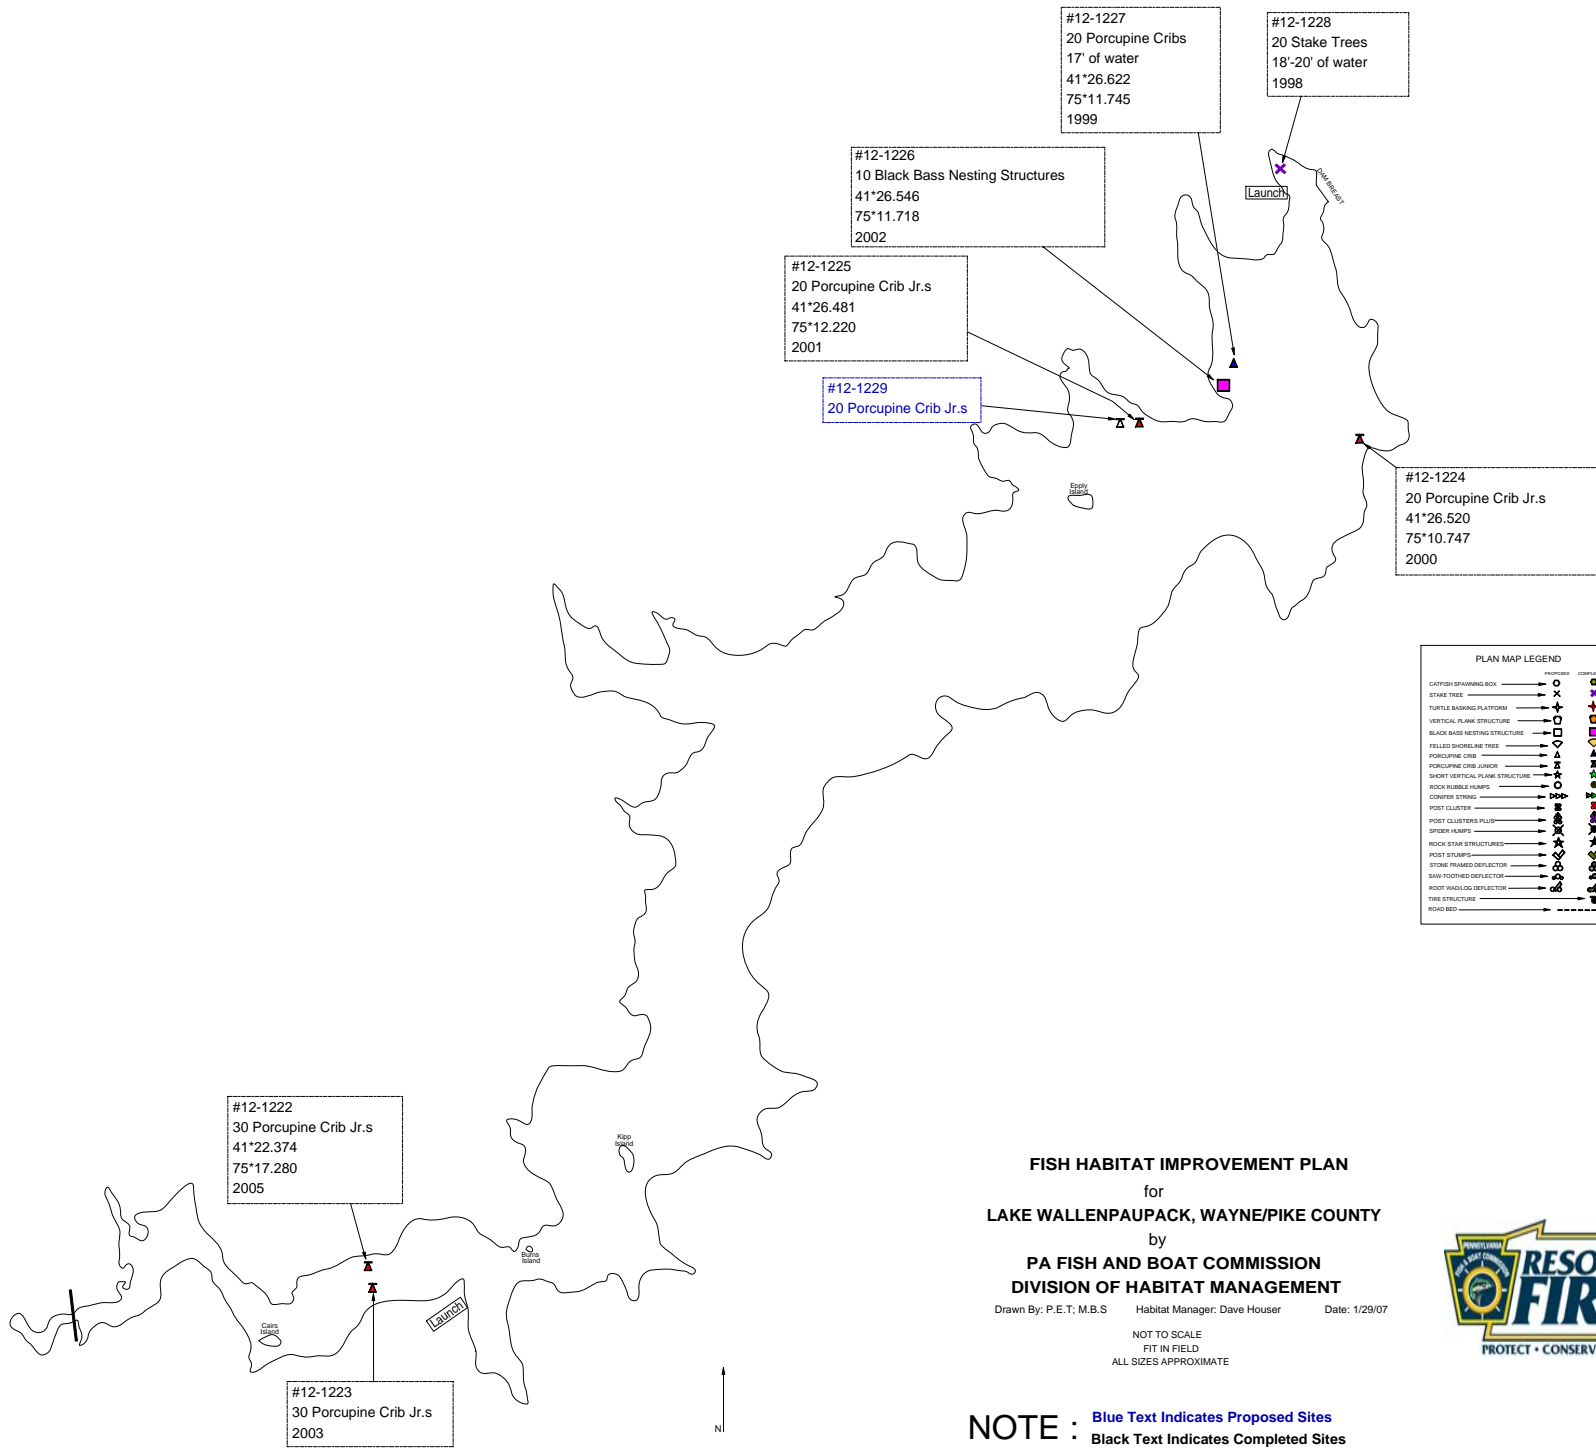 #12-1227
20 Porcupine Cribs
17' of water
41*26.622
75*11.745
1999
#12-1228
20 Stake Trees
18'-20' of water
1998
#12-1226
10 Black Bass Nesting Structures
41*26.546
75*11.718
2002
Launch
DAM BREAST
#12-1225
20 Porcupine Crib Jr.s
41*26.481
75*12.220
2001
#12-1229
20 Porcupine Crib Jr.s
Epply
Island
#12-1224
20 Porcupine Crib Jr.s
41*26.520
75*10.747
2000
PLAN MAP LEGEND
PROPOSED
CATFISH SPAWNING BOX
STAKE TREE
TURTLE BASKING PLATFORM
VERTICAL PLANK STRUCTURE
BLACK BASS NESTING STRUCTURE
FELLED SHORELINE TREE
PORCUPINE CRIB
PORCUPINE CRIB JUNIOR
SHORT VERTICAL PLANK STRUCTURE
ROCK RUBBLE HUMPS
CONIFER STRING
POST CLUSTER
POST CLUSTERS PLUS
SPIDER HUMPS
ROCK STAR STRUCTURES
POST STUMPS
STONE FRAMED DEFLECTOR
SAW-TOOTHED DEFLECTOR
ROOT WAD/LOG DEFLECTOR
TIRE STRUCTURE
ROAD BED
#12-1222
30 Porcupine Crib Jr.s
41*22.374
75*17.280
2005
Kipp
Island
Burns
Island
Cairs
Island
Launch
#12-1223
30 Porcupine Crib Jr.s
2003
N
FISH HABITAT IMPROVEMENT PLAN
for
LAKE WALLENPAUPACK, WAYNE/PIKE COUNTY
by
PA FISH AND BOAT COMMISSION
DIVISION OF HABITAT MANAGEMENT
Drawn By: P.E.T; M.B.S Habitat Manager: Dave Houser Date: 1/29/07
NOT TO SCALE
FIT IN FIELD
ALL SIZES APPROXIMATE
PENNSYLVANIA
FISH & BOAT COMMISSION
RESO
FIR
PROTECT • CONSERV
NOTE : Blue Text Indicates Proposed Sites
Black Text Indicates Completed Sites